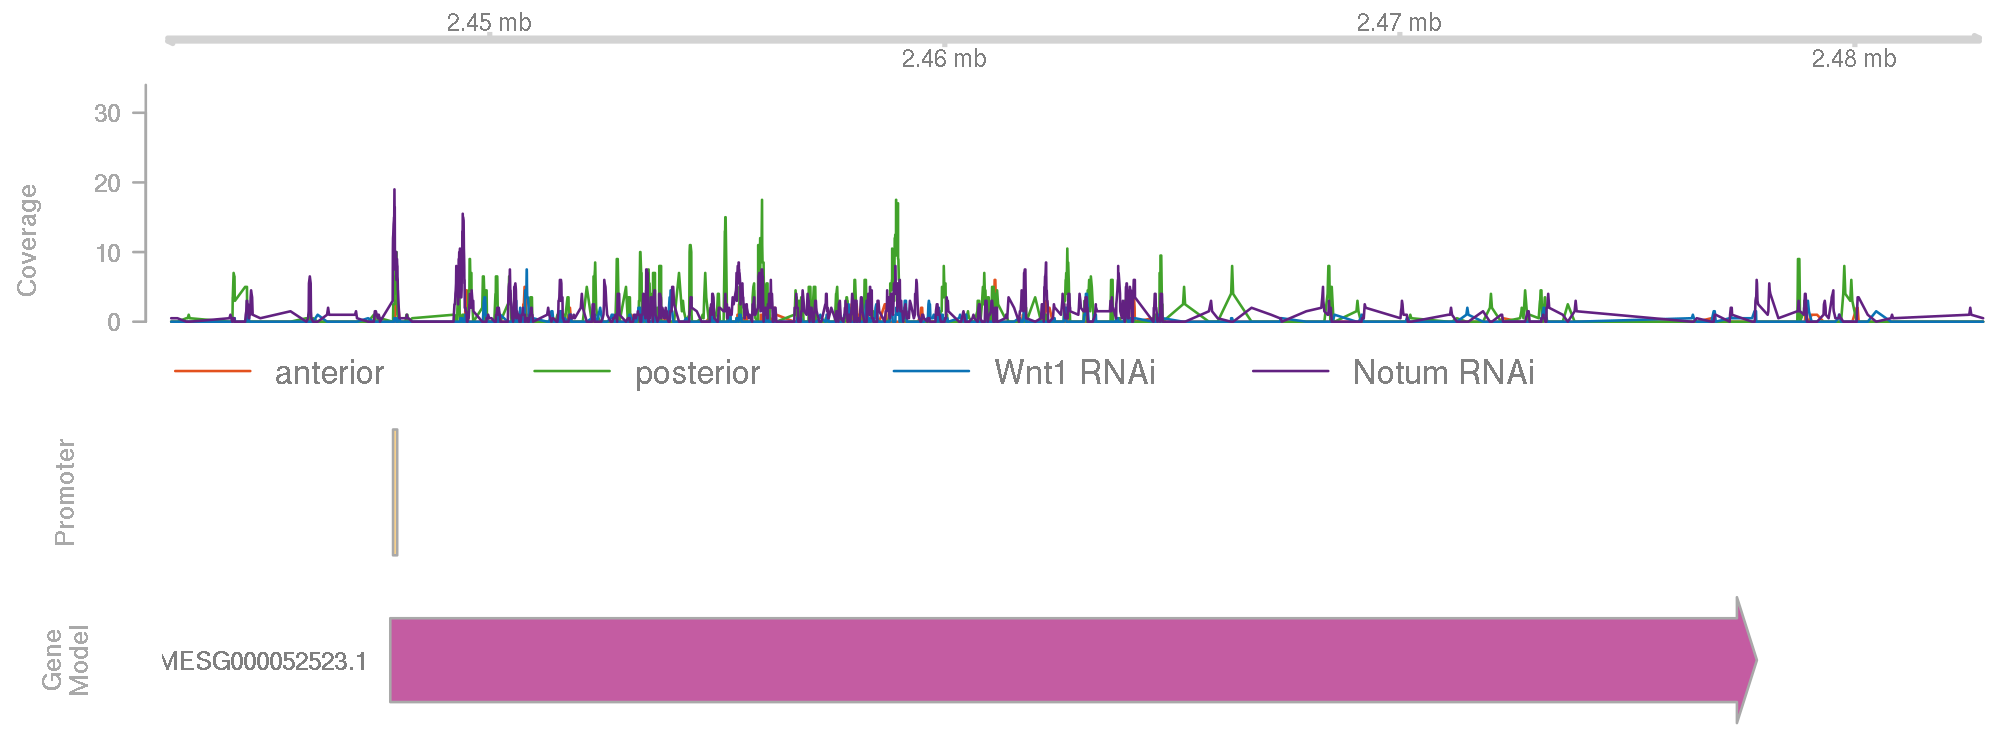 2.45 mb
2.47 mb
2.46 mb
2.48 mb
Coverage
30
20
10
0
anterior posterior Wnt1 RNAi Notum RNAi
Promoter
Gene
Model
MESG000052523.1